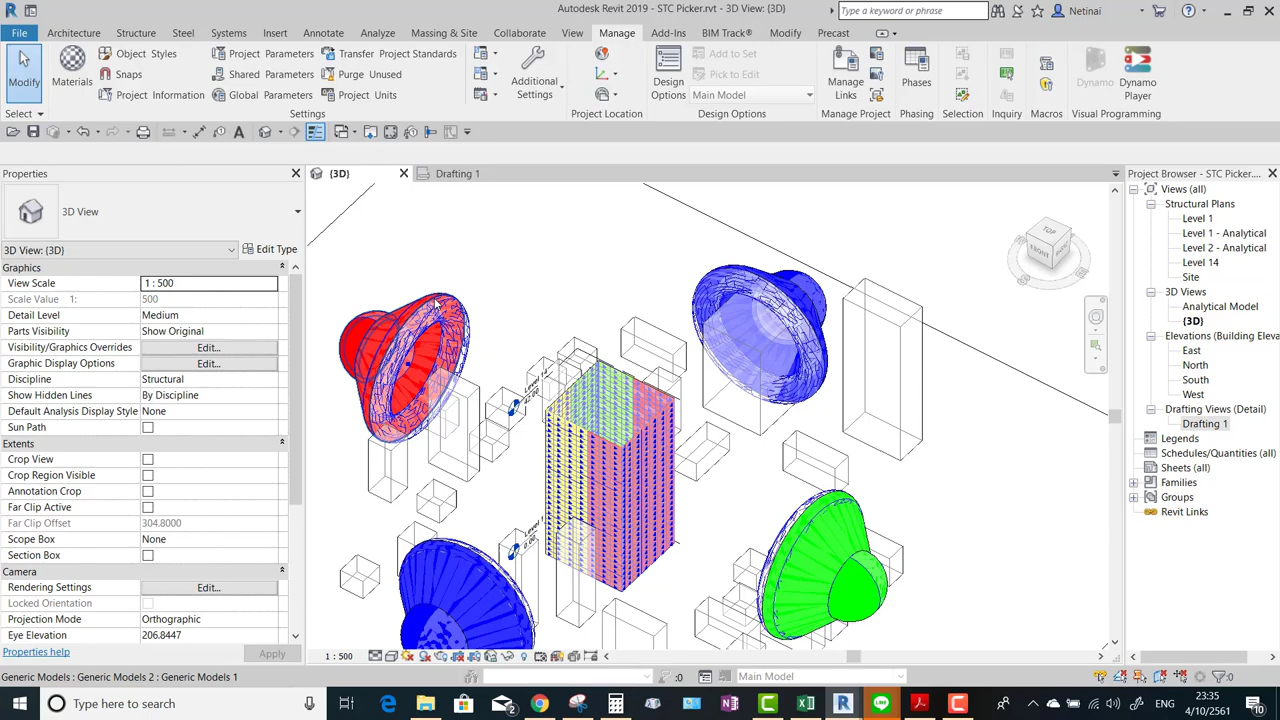 Autodesk Revit 2019 - STC Picker.rvt - 3D View: {3D}
Type a keyword or phrase
Netinai
File
Architecture
Structure
Steel
Systems
Insert
Annotate
Analyze
Massing & Site
Collaborate
View
Manage
Add-Ins
BIM Track®
Modify
Precast
Modify
Materials
Object Styles
Snaps
Project Information
Project Parameters
Shared Parameters
Global Parameters
Transfer Project Standards
Purge Unused
Project Units
Additional
Settings
Design
Options
Add to Set
Pick to Edit
Main Model
Manage
Links
Phases
Dynamo
Dynamo
Player
Select
Settings
Project Location
Design Options
Manage Project
Phasing
Selection
Inquiry
Macros
Visual Programming
Properties
{3D}
Drafting 1
Project Browser - STC Picker....
3D View
3D View: {3D}
Edit Type
Graphics
View Scale
1 : 500
Scale Value 1:
500
Detail Level
Medium
Parts Visibility
Show Original
Visibility/Graphics Overrides
Edit...
Graphic Display Options
Edit...
Discipline
Structural
Show Hidden Lines
By Discipline
Default Analysis Display Style
None
Sun Path
Extents
Crop View
Crop Region Visible
Annotation Crop
Far Clip Active
Far Clip Offset
304.8000
Scope Box
None
Section Box
Camera
Rendering Settings
Edit...
Locked Orientation
Projection Mode
Orthographic
Eye Elevation
206.8447
Properties help
Apply
TOP
FRONT
Level 14
Views (all)
Structural Plans
Level 1
Level 1 - Analytical
Level 2 - Analytical
Level 14
Site
3D Views
Analytical Model
{3D}
Elevations (Building Eleva
East
North
South
West
Drafting Views (Detail)
Drafting 1
Legends
Schedules/Quantities (all)
Sheets (all)
Families
Groups
Revit Links
1 : 500
Generic Models : Generic Models 2 : Generic Models 1
:0
Main Model
:0
Type here to search
2
23:35
4/10/2561